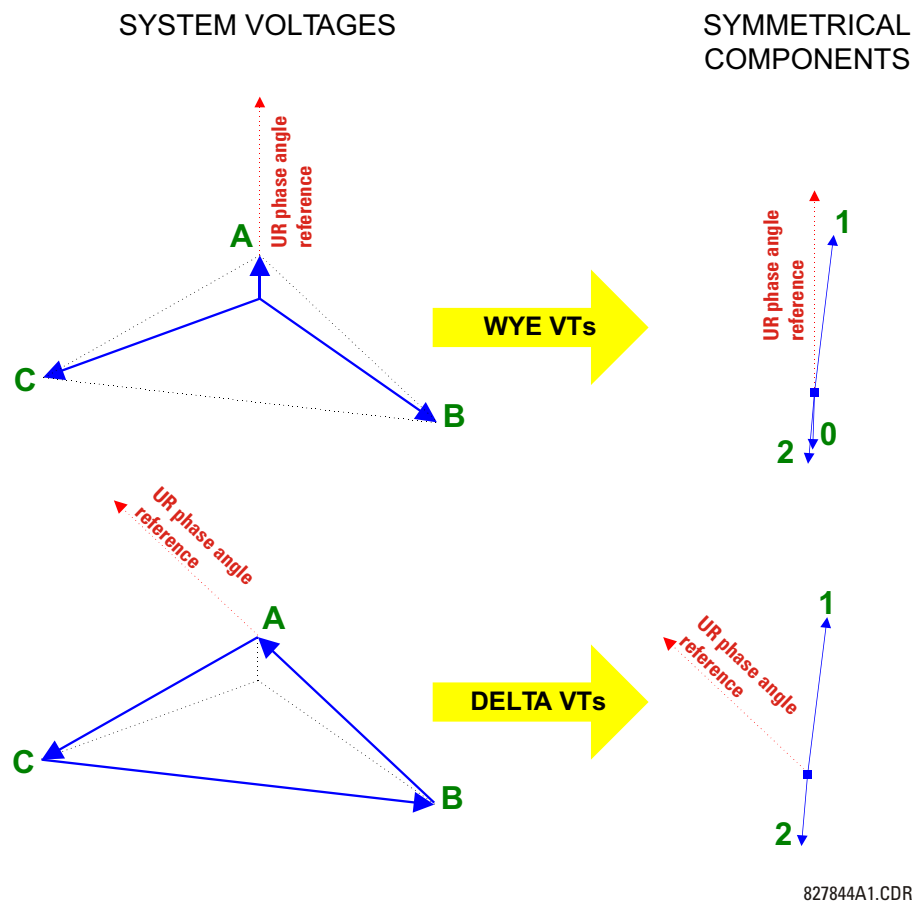 SYSTEM VOLTAGES
SYMMETRICAL
COMPONENTS
UR phase angle
reference
A
C
B
WYE VTs
UR phase angle
reference
1
2
0
UR phase angle
reference
A
C
B
DELTA VTs
UR phase angle
reference
1
2
827844A1.CDR